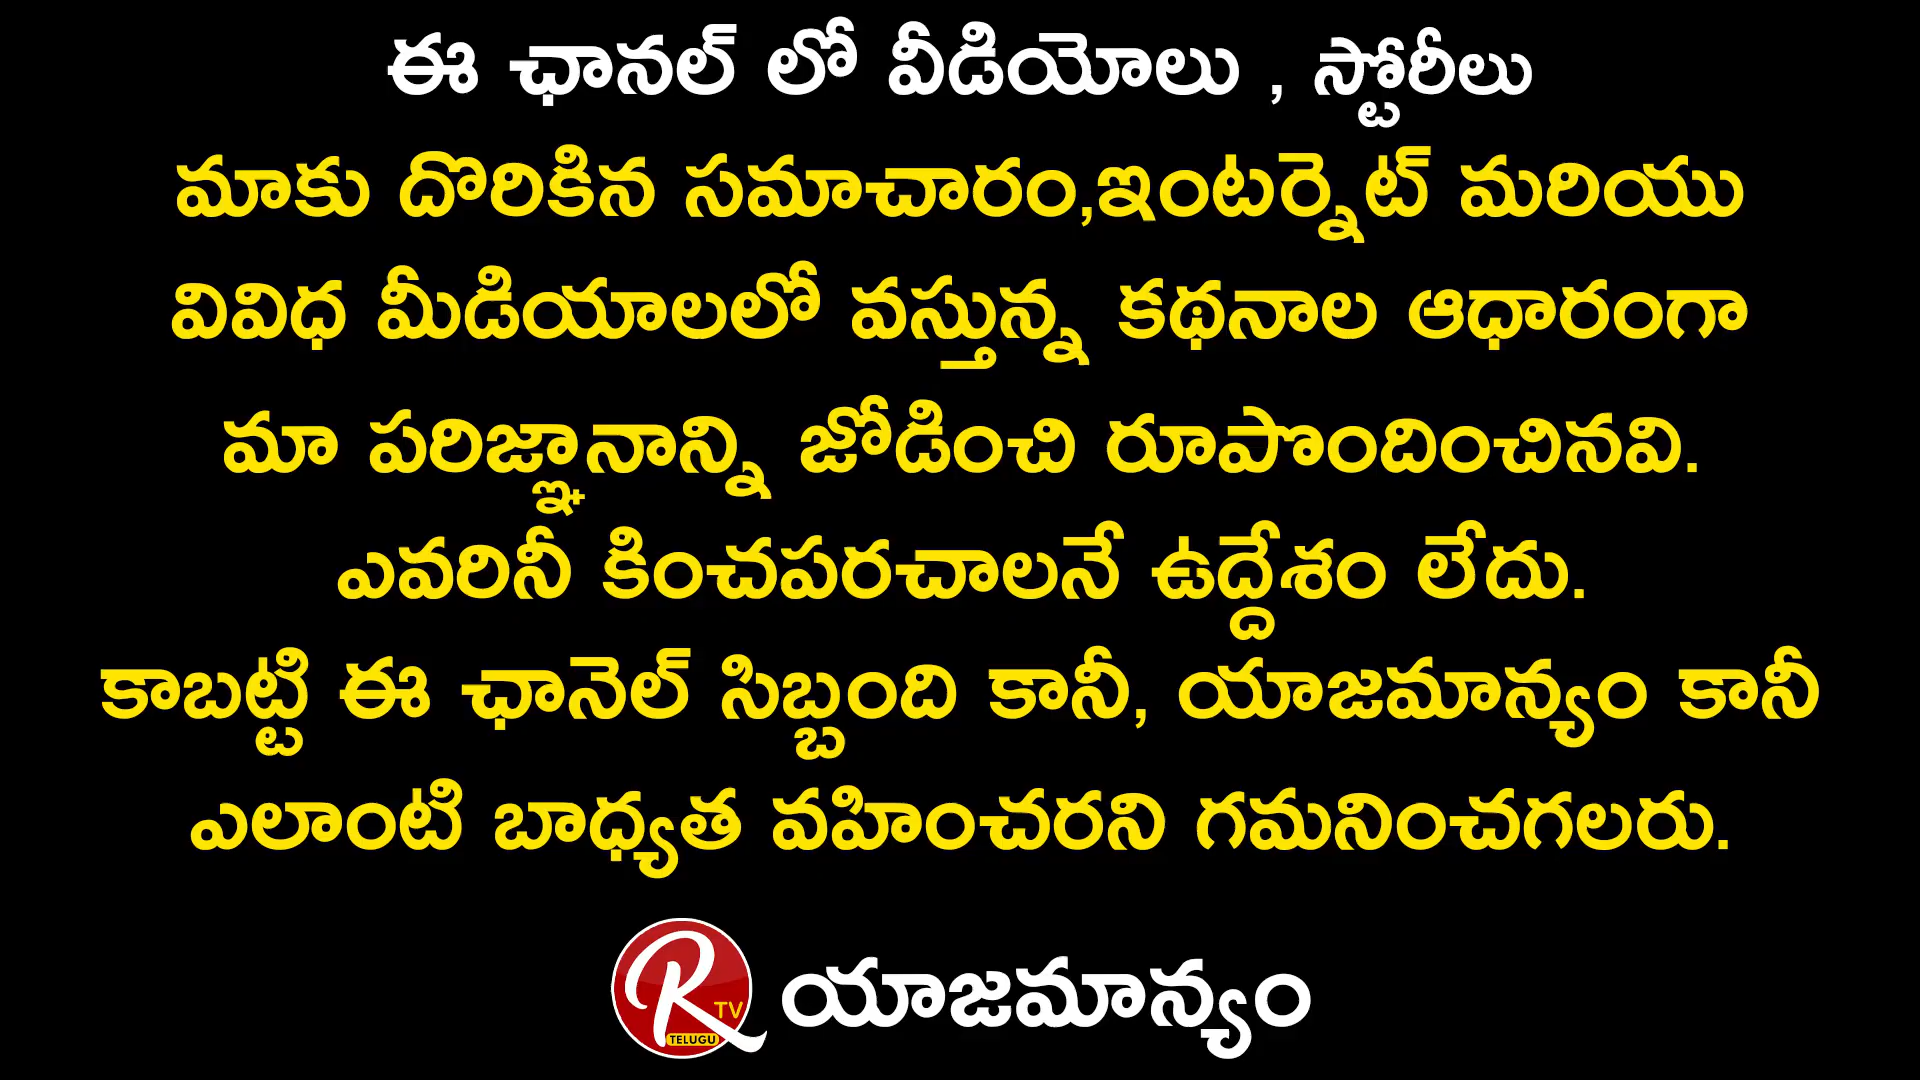 ఈ ఛానల్ లో వీడియోలు , స్టోరీలు
మాకు దొరికిన సమాచారం,ఇంటర్నెట్ మరియు
వివిధ మీడియాలలో వస్తున్న కథనాల ఆధారంగా
మా పరిజ్ఞానాన్ని జోడించి రూపొందించినవి.
ఎవరినీ కించపరచాలనే ఉద్దేశం లేదు.
కాబట్టి ఈ ఛానెల్ సిబ్బంది కానీ, యాజమాన్యం కానీ
ఎలాంటి బాధ్యత వహించరని గమనించగలరు.
R TV TELUGU యాజమాన్యం